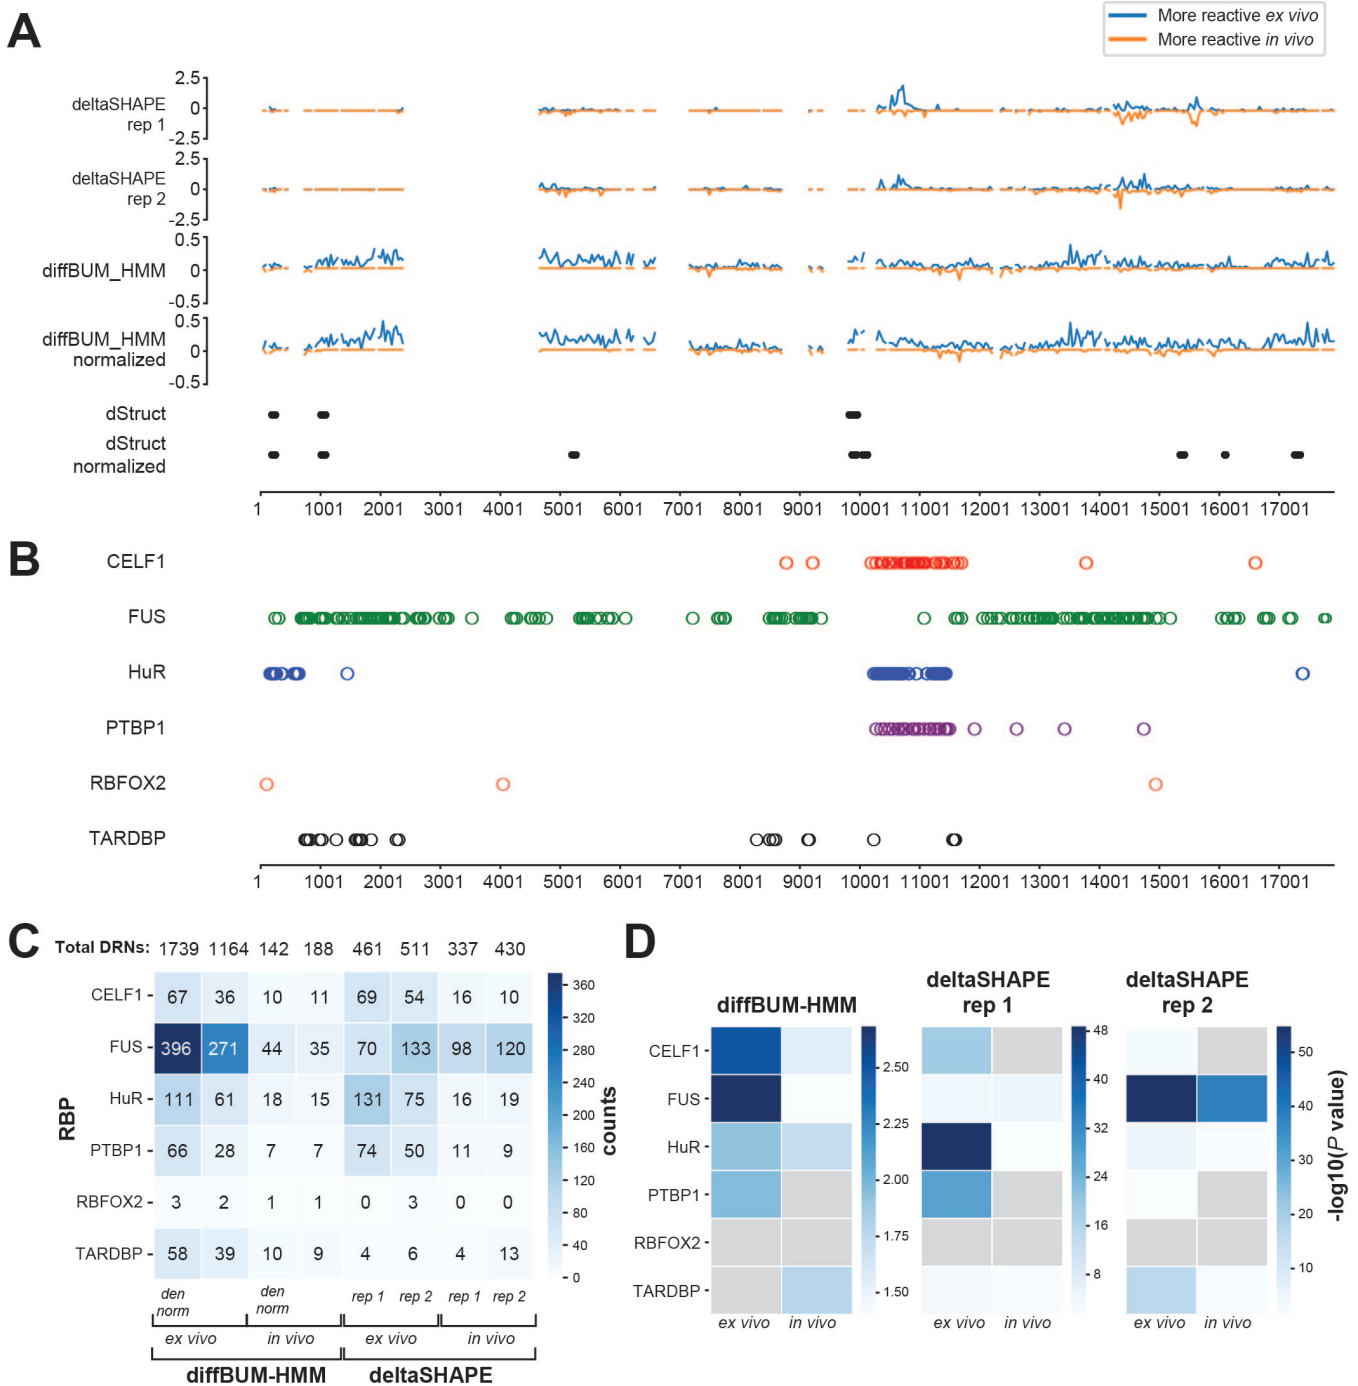 A
More reactive ex vivo
More reactive in vivo
deltaSHAPE
rep 1
2.5
0
-2.5
deltaSHAPE
rep 2
2.5
0
-2.5
diffBUM_HMM
0.5
0
-0.5
diffBUM_HMM
normalized
0.5
0
-0.5
dStruct
dStruct
normalized
1 1001 2001 3001 4001 5001 6001 7001 8001 9001 10001 11001 12001 13001 14001 15001 16001 17001
B
CELF1
FUS
HuR
PTBP1
RBFOX2
TARDBP
1 1001 2001 3001 4001 5001 6001 7001 8001 9001 10001 11001 12001 13001 14001 15001 16001 17001
C
Total DRNs: 1739 1164 142 188 461 511 337 430
RBP
CELF1 67 36 10 11 69 54 16 10
FUS 396 271 44 35 70 133 98 120
HuR 111 61 18 15 131 75 16 19
PTBP1 66 28 7 7 74 50 11 9
RBFOX2 3 2 1 1 0 3 0 0
TARDBP 58 39 10 9 4 6 4 13
den
norm
den
norm
rep 1 rep 2 rep 1 rep 2
ex vivo in vivo ex vivo in vivo
diffBUM-HMM deltaSHAPE
360
320
280
240
200
160
120
80
40
0
counts
D
diffBUM-HMM
deltaSHAPE
rep 1
deltaSHAPE
rep 2
CELF1
FUS
HuR
PTBP1
RBFOX2
TARDBP
2.50
2.25
2.00
1.75
1.50
48
40
32
24
16
8
50
40
30
20
10
-log10(P value)
ex vivo in vivo ex vivo in vivo ex vivo in vivo